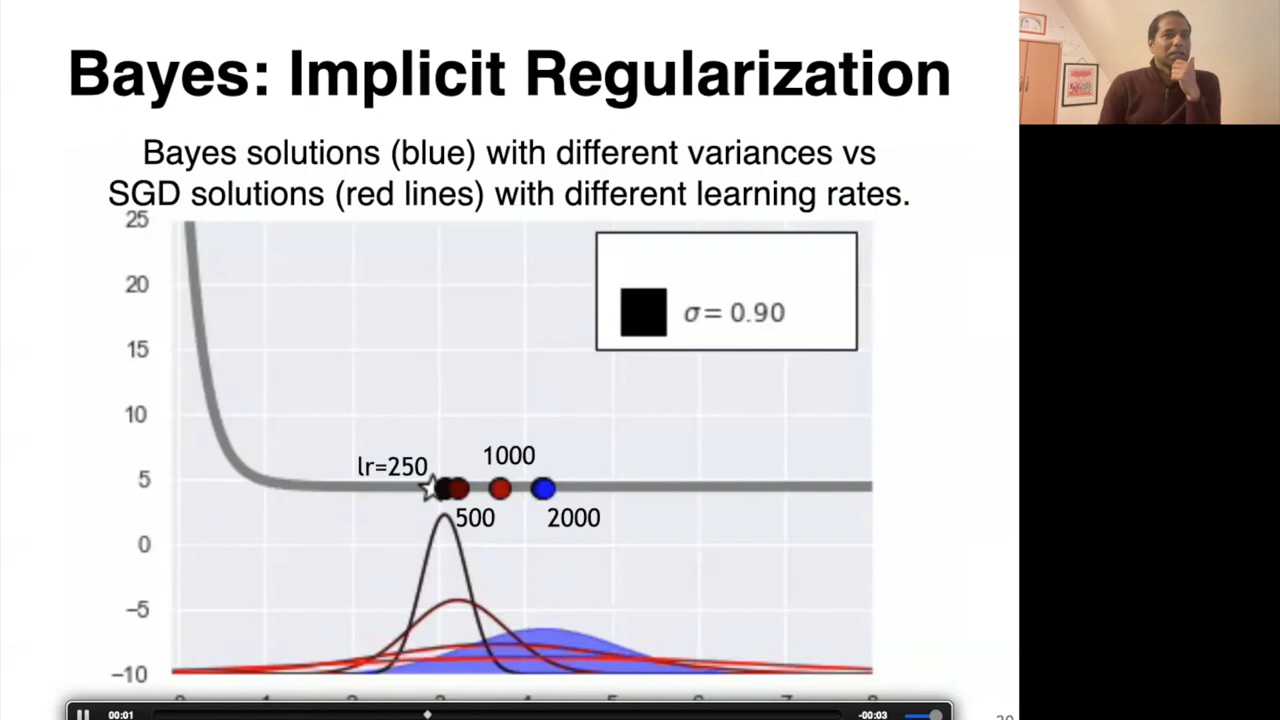 Bayes: Implicit Regularization
Bayes solutions (blue) with different variances vs
SGD solutions (red lines) with different learning rates.
25
20
15
10
5
0
−5
−10
σ = 0.90
lr=250
1000
500
2000
00:01
-00:03